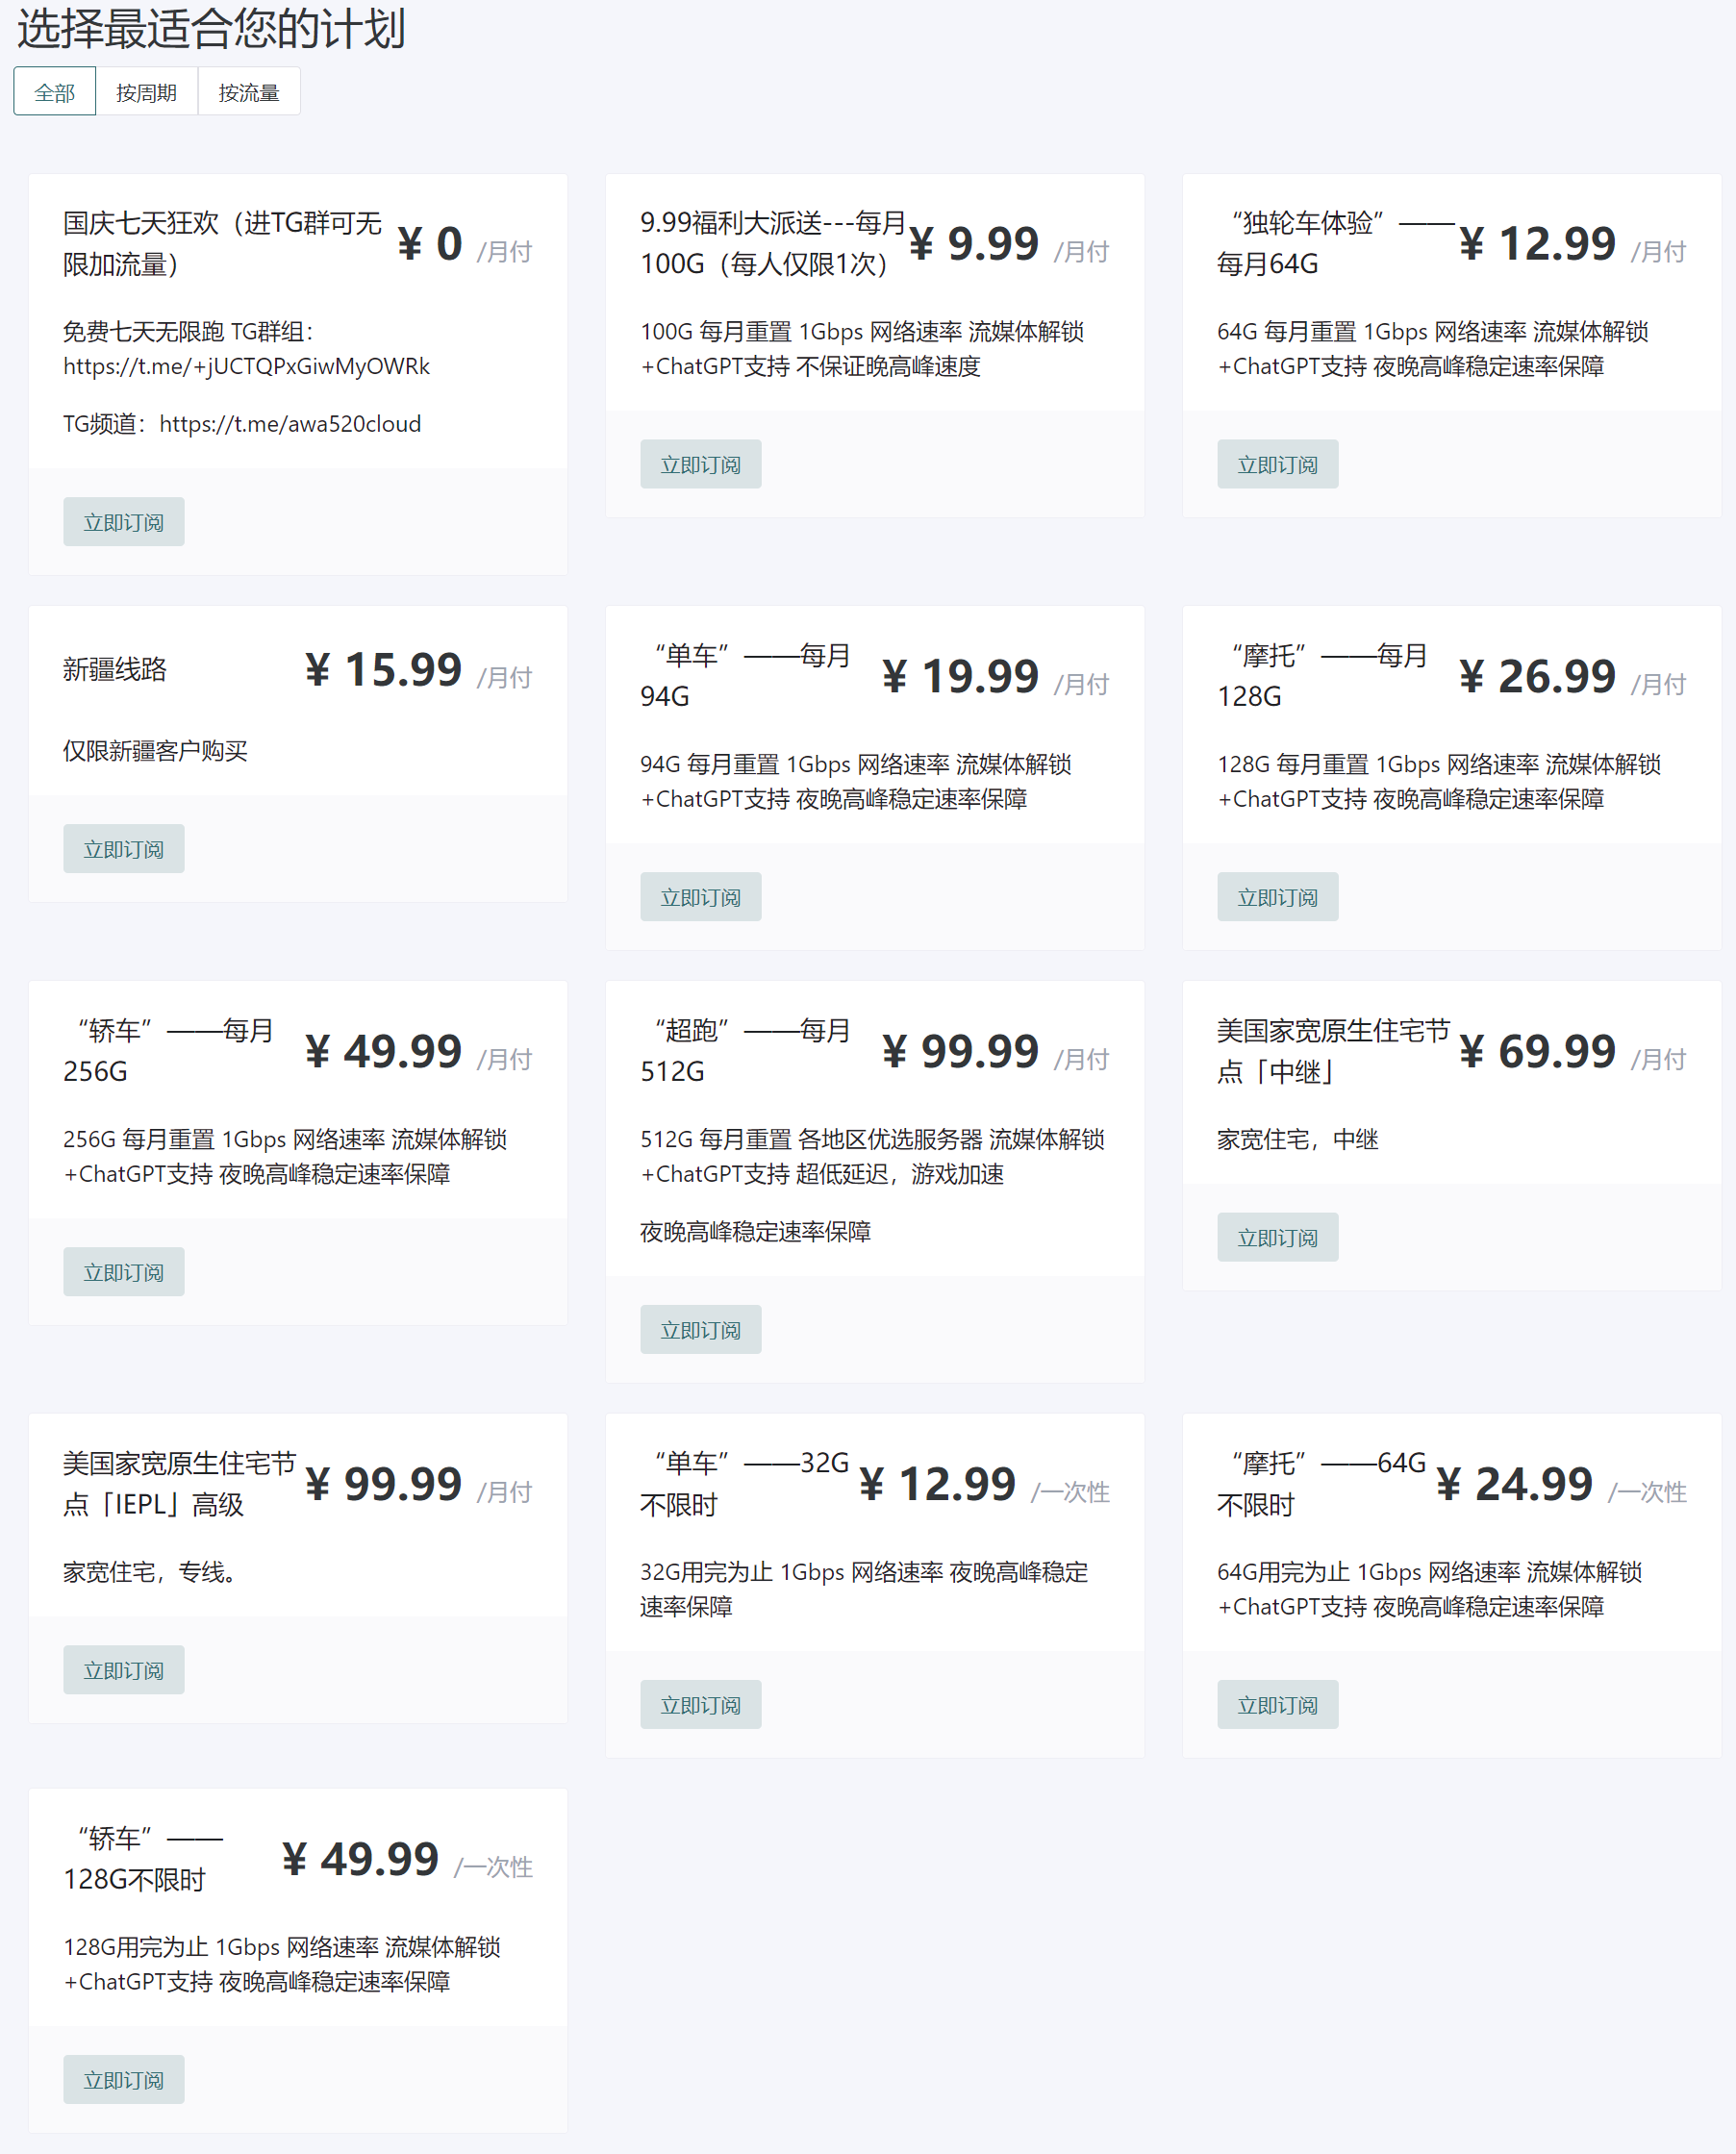 选择最适合您的计划
全部 按周期 按流量
国庆七天狂欢（进TG群可无
限加流量）
¥ 0 /月付
免费七天无限跑 TG群组：
https://t.me/+jUCTQPxGiwMyOWRk
TG频道：https://t.me/awa520cloud
立即订阅
9.99福利大派送---每月
100G（每人仅限1次）
¥ 9.99 /月付
100G 每月重置 1Gbps 网络速率 流媒体解锁
+ChatGPT支持 不保证晚高峰速度
立即订阅
“独轮车体验”——
每月64G
¥ 12.99 /月付
64G 每月重置 1Gbps 网络速率 流媒体解锁
+ChatGPT支持 夜晚高峰稳定速率保障
立即订阅
新疆线路
¥ 15.99 /月付
仅限新疆客户购买
立即订阅
“单车”——每月
94G
¥ 19.99 /月付
94G 每月重置 1Gbps 网络速率 流媒体解锁
+ChatGPT支持 夜晚高峰稳定速率保障
立即订阅
“摩托”——每月
128G
¥ 26.99 /月付
128G 每月重置 1Gbps 网络速率 流媒体解锁
+ChatGPT支持 夜晚高峰稳定速率保障
立即订阅
“轿车”——每月
256G
¥ 49.99 /月付
256G 每月重置 1Gbps 网络速率 流媒体解锁
+ChatGPT支持 夜晚高峰稳定速率保障
立即订阅
“超跑”——每月
512G
¥ 99.99 /月付
512G 每月重置 各地区优选服务器 流媒体解锁
+ChatGPT支持 超低延迟，游戏加速
夜晚高峰稳定速率保障
立即订阅
美国家宽原生住宅节
点「中继」
¥ 69.99 /月付
家宽住宅，中继
立即订阅
美国家宽原生住宅节
点「IEPL」高级
¥ 99.99 /月付
家宽住宅，专线。
立即订阅
“单车”——32G
不限时
¥ 12.99 /一次性
32G用完为止 1Gbps 网络速率 夜晚高峰稳定
速率保障
立即订阅
“摩托”——64G
不限时
¥ 24.99 /一次性
64G用完为止 1Gbps 网络速率 流媒体解锁
+ChatGPT支持 夜晚高峰稳定速率保障
立即订阅
“轿车”——
128G不限时
¥ 49.99 /一次性
128G用完为止 1Gbps 网络速率 流媒体解锁
+ChatGPT支持 夜晚高峰稳定速率保障
立即订阅